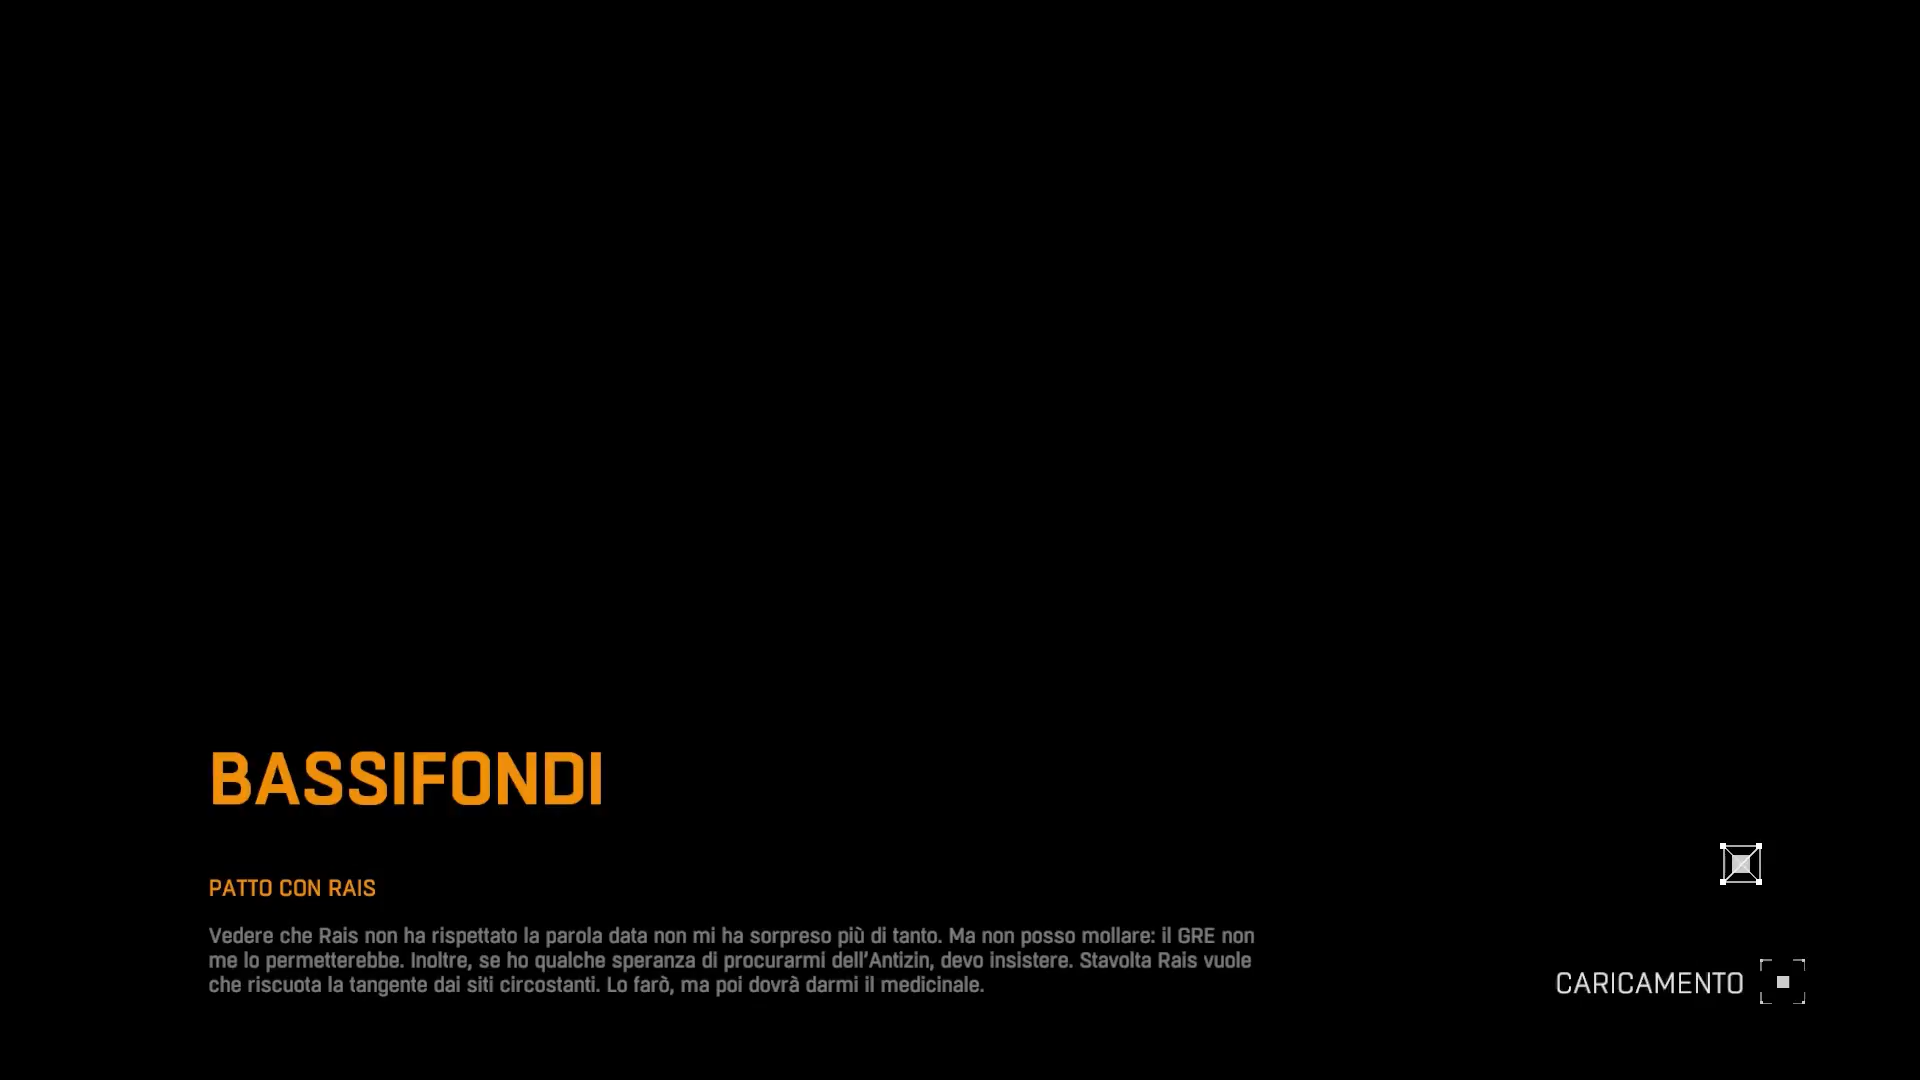 BASSIFONDI
PATTO CON RAIS
Vedere che Rais non ha rispettato la parola data non mi ha sorpreso più di tanto. Ma non posso mollare: il GRE non
me lo permetterebbe. Inoltre, se ho qualche speranza di procurarmi dell'Antizin, devo insistere. Stavolta Rais vuole
che riscuota la tangente dai siti circostanti. Lo farò, ma poi dovrà darmi il medicinale.
CARICAMENTO